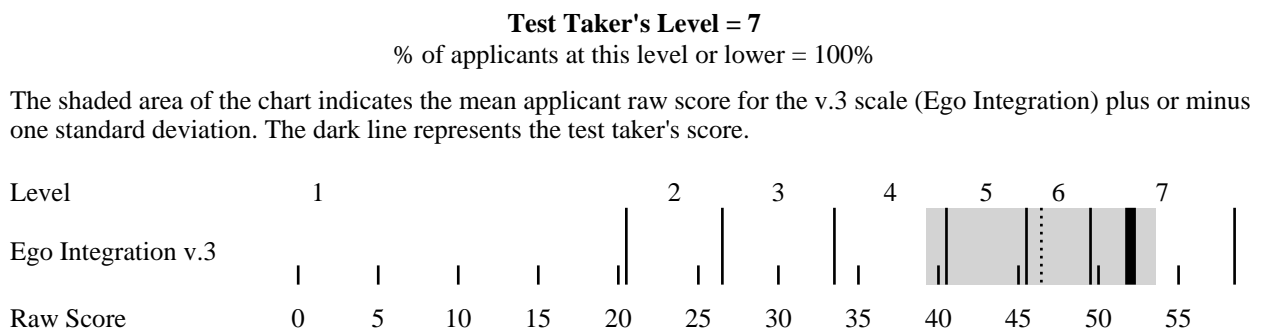 Test Taker's Level = 7
% of applicants at this level or lower = 100%
The shaded area of the chart indicates the mean applicant raw score for the v.3 scale (Ego Integration) plus or minus
one standard deviation. The dark line represents the test taker's score.
Level 1 2 3 4 5 6 7
Ego Integration v.3
Raw Score 0 5 10 15 20 25 30 35 40 45 50 55